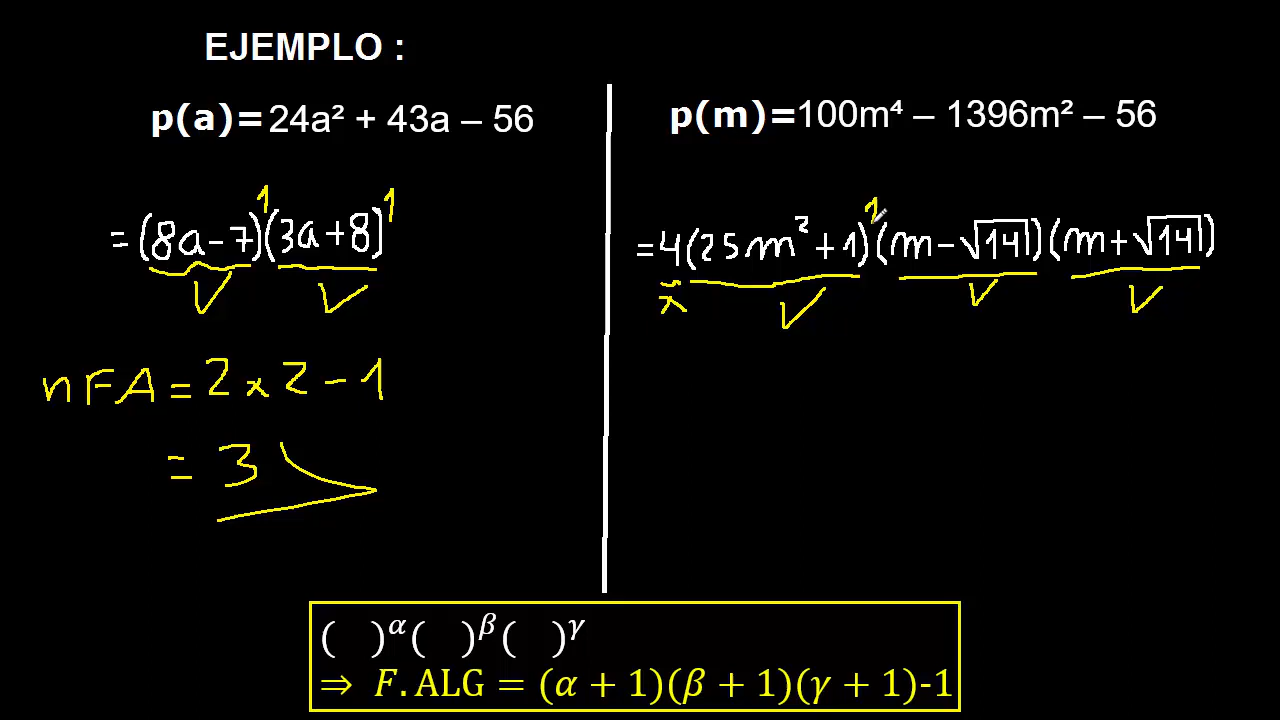 EJEMPLO :
p(a)= 24a² + 43a – 56
= (8a – 7)¹(3a + 8)¹
nFA = 2 x 2 – 1
= 3
p(m)=100m⁴ – 1396m² – 56
= 4(25m² + 1)¹(m – √14)(m + √14)
x
( )^α( )^β( )^γ
⇒ F. ALG = (α + 1)(β + 1)(γ + 1)-1